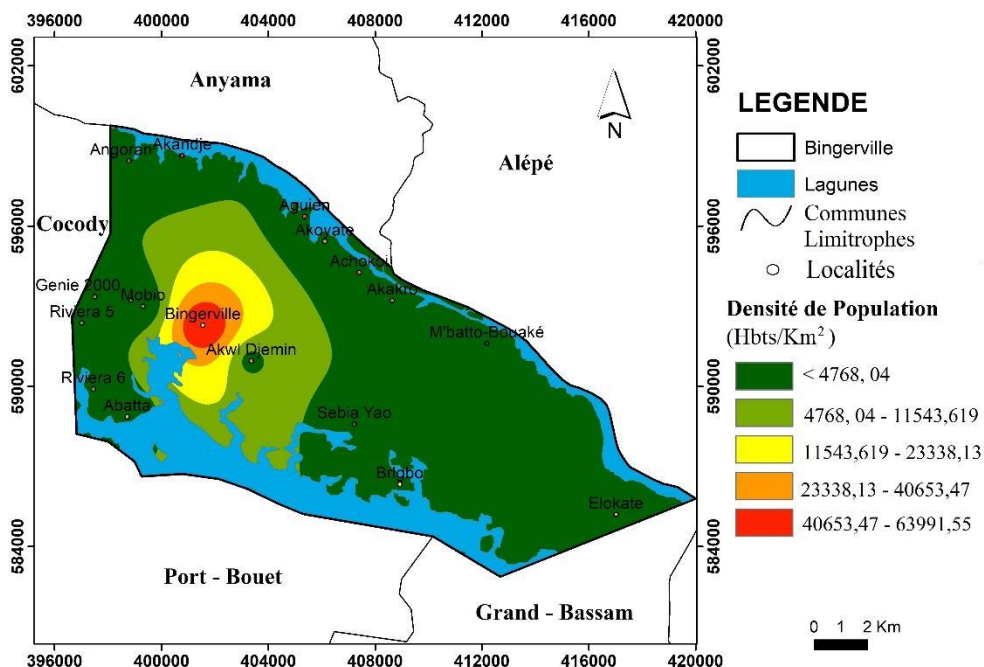 396000 400000 404000 408000 412000 416000 420000
602000
602000
Anyama
Alépé
N
Angoran
Akandje
Cocody
596000
596000
Aguien
Akoyate
Achokoi
Akakro
M'batto-Bouaké
Genie 2000
Mobio
Riviera 5
Bingerville
Akwi Djemin
590000
590000
Riviera 6
Abatta
Sebia Yao
Brigbo
Elokate
584000
584000
Port - Bouet
Grand - Bassam
396000 400000 404000 408000 412000 416000 420000
LEGENDE
Bingerville
Lagunes
Communes
Limitrophes
Localités
Densité de Population
(Hbts/Km²)
< 4768, 04
4768, 04 - 11543,619
11543,619 - 23338,13
23338,13 - 40653,47
40653,47 - 63991,55
0 1 2 Km